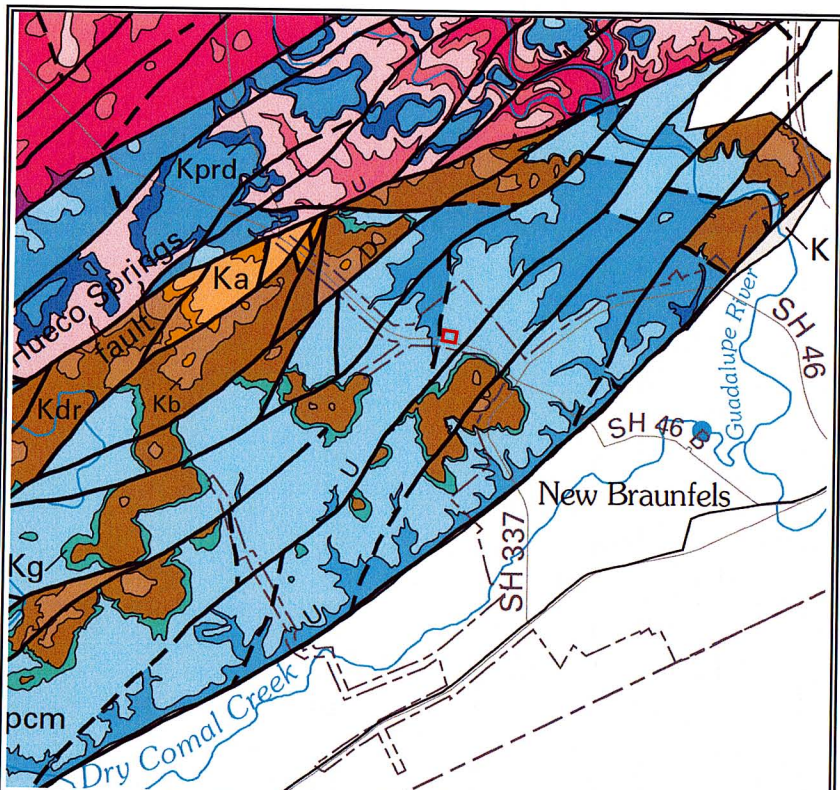 Kprd
K
Ka
Hueco Springs
fault
D
U
SH 46
Guadalupe River
Kdr
Kb
SH 46 B
New Braunfels
U
SH 337
Kg
U
pcm
Dry Comal Creek